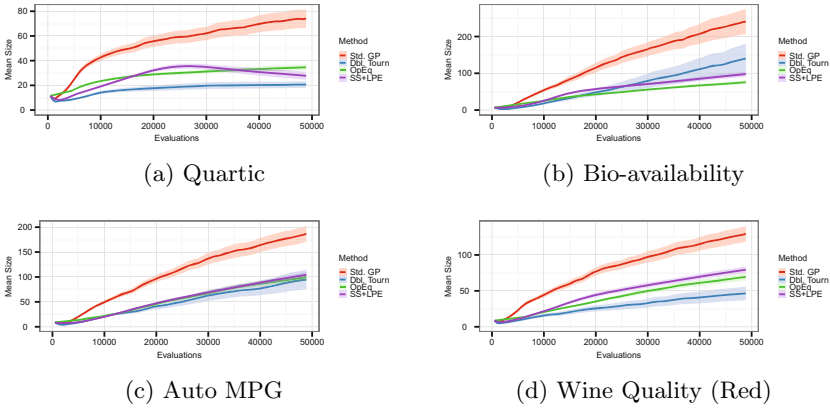 80
60
40
20
0
Mean Size
0 10000 20000 30000 40000 50000
Evaluations
Method
Std. GP
Dbl. Tourn
OpEq
SS+LPE
(a) Quartic
200
100
0
Mean Size
0 10000 20000 30000 40000 50000
Evaluations
Method
Std. GP
Dbl. Tourn
OpEq
SS+LPE
(b) Bio-availability
200
150
100
50
0
Mean Size
0 10000 20000 30000 40000 50000
Evaluations
Method
Std. GP
Dbl. Tourn
OpEq
SS+LPE
(c) Auto MPG
100
50
0
Mean Size
0 10000 20000 30000 40000 50000
Evaluations
Method
Std. GP
Dbl. Tourn
OpEq
SS+LPE
(d) Wine Quality (Red)